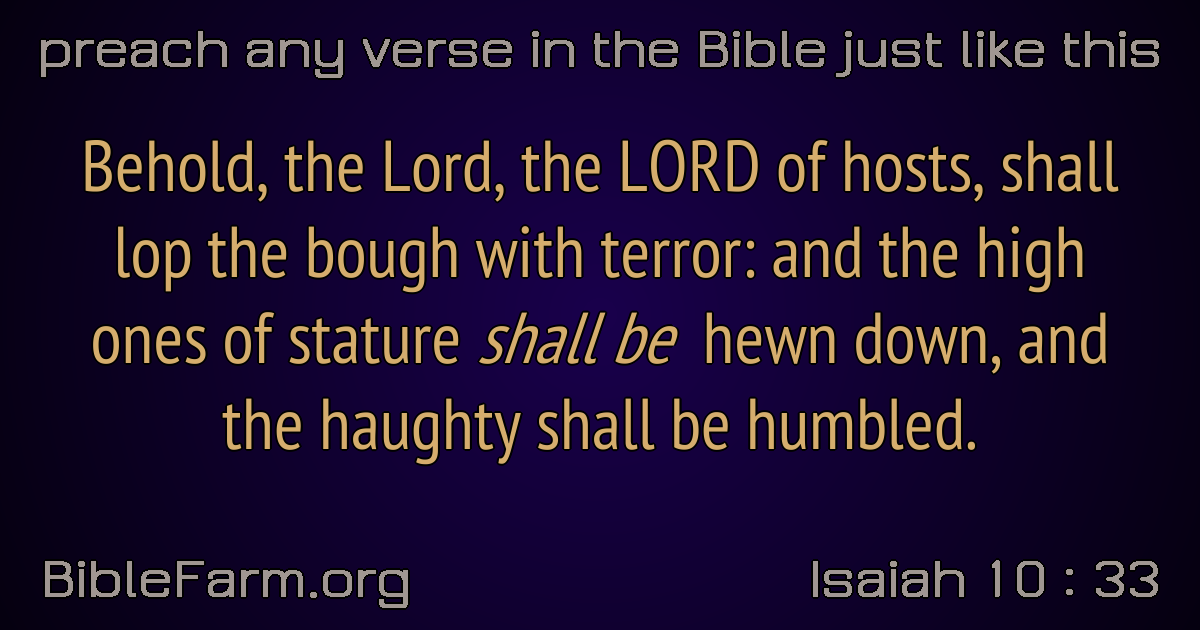 preach any verse in the Bible just like this
Behold, the Lord, the LORD of hosts, shall
lop the bough with terror: and the high
ones of stature shall be hewn down, and
the haughty shall be humbled.
BibleFarm.org
Isaiah 10 : 33